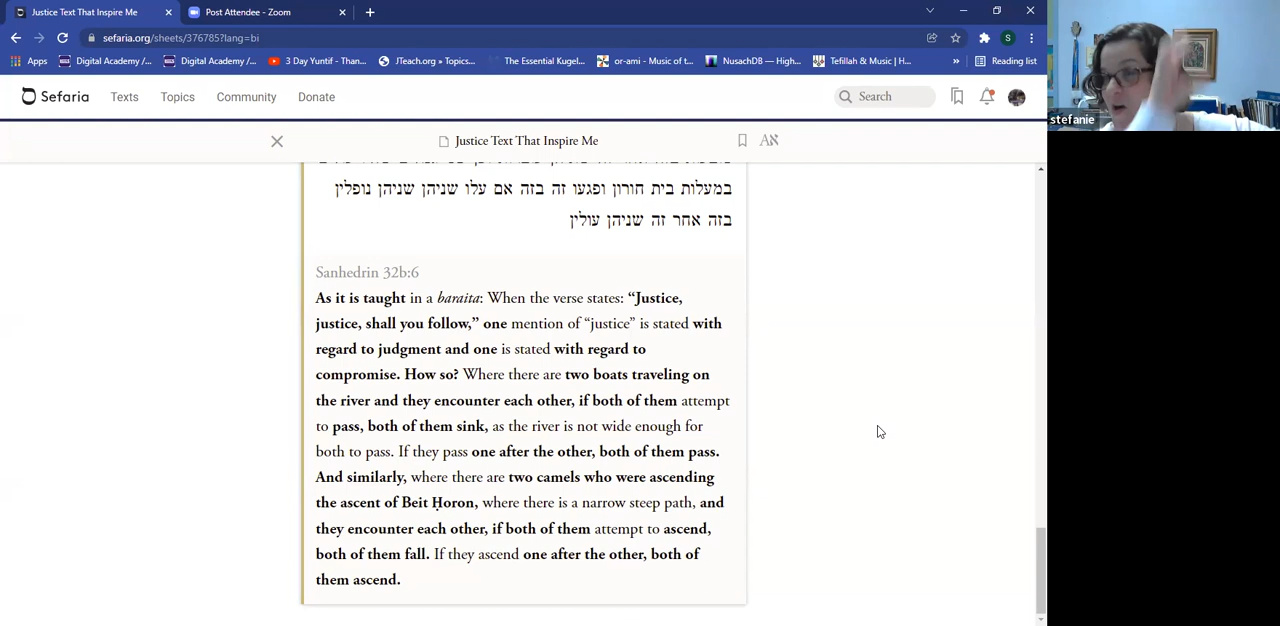 Justice Text That Inspire Me
Post Attendee - Zoom
sefaria.org/sheets/376785?lang=bi
S
Apps
Digital Academy /...
Digital Academy /...
3 Day Yuntif - Than...
JTeach.org » Topics...
The Essential Kugel...
or-ami - Music of t...
NusachDB — High...
Tefillah & Music | H...
»
Reading list
Sefaria
Texts
Topics
Community
Donate
Search
Justice Text That Inspire Me
במעלות בית חורון ופגעו זה בזה אם עלו שניהן שניהן נופלין
בזה אחר זה שניהן עולין
Sanhedrin 32b:6
As it is taught in a baraita: When the verse states: “Justice,
justice, shall you follow,” one mention of “justice” is stated with
regard to judgment and one is stated with regard to
compromise. How so? Where there are two boats traveling on
the river and they encounter each other, if both of them attempt
to pass, both of them sink, as the river is not wide enough for
both to pass. If they pass one after the other, both of them pass.
And similarly, where there are two camels who were ascending
the ascent of Beit Ḥoron, where there is a narrow steep path, and
they encounter each other, if both of them attempt to ascend,
both of them fall. If they ascend one after the other, both of
them ascend.
stefanie